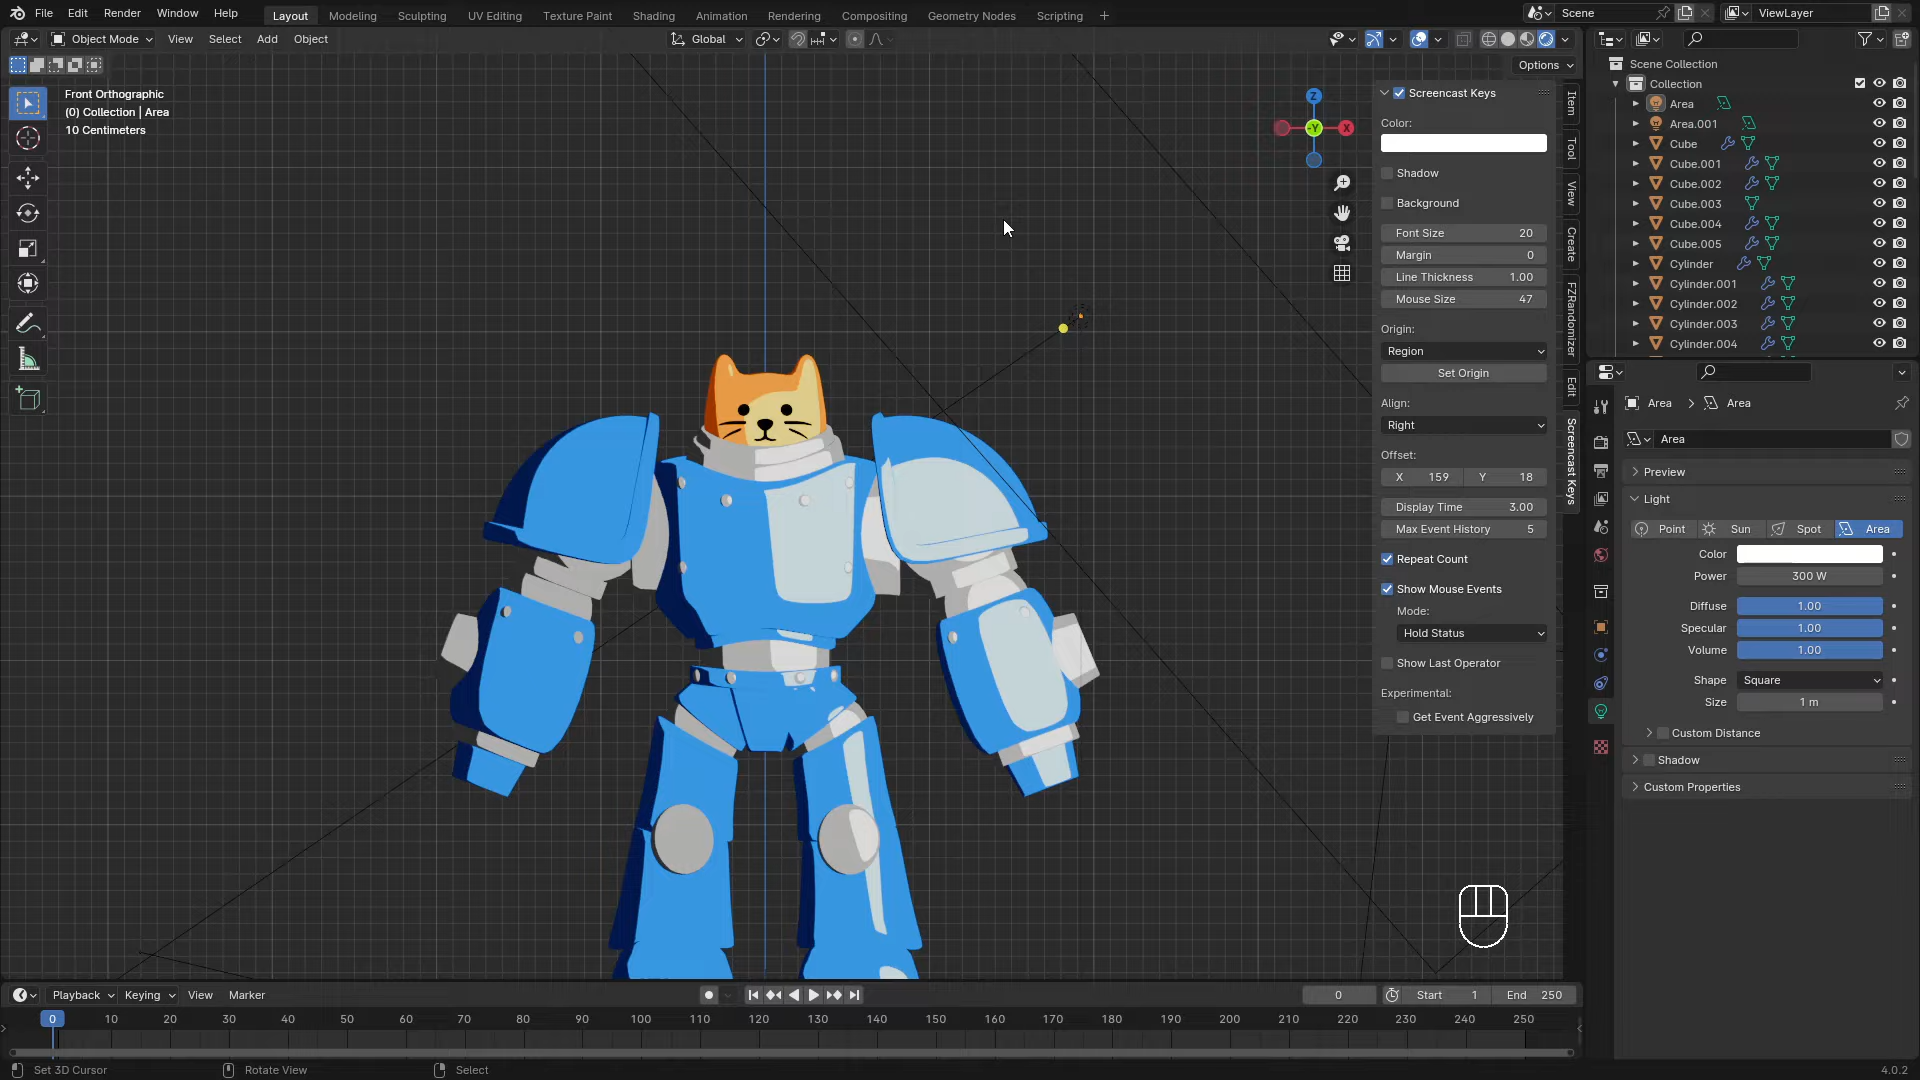 File Edit Render Window Help Layout Modeling Sculpting UV Editing Texture Paint Shading Animation Rendering Compositing Geometry Nodes Scripting + Scene ViewLayer
Object Mode View Select Add Object Global
Options
Front Orthographic
(0) Collection | Area
10 Centimeters
Z
-Y
X
Screencast Keys
Color:
Shadow
Background
Font Size 20
Margin 0
Line Thickness 1.00
Mouse Size 47
Origin:
Region
Set Origin
Align:
Right
Offset:
X 159 Y 18
Display Time 3.00
Max Event History 5
Repeat Count
Show Mouse Events
Mode:
Hold Status
Show Last Operator
Experimental:
Get Event Aggressively
Item
Tool
View
Create
FZRandomizer
Edit
Screencast Keys
Scene Collection
Collection
Area
Area.001
Cube
Cube.001
Cube.002
Cube.003
Cube.004
Cube.005
Cylinder
Cylinder.001
Cylinder.002
Cylinder.003
Cylinder.004
Area > Area
Area
Preview
Light
Point Sun Spot Area
Color
Power 300 W
Diffuse 1.00
Specular 1.00
Volume 1.00
Shape Square
Size 1 m
Custom Distance
Shadow
Custom Properties
Playback Keying View Marker 0 Start 1 End 250
0 10 20 30 40 50 60 70 80 90 100 110 120 130 140 150 160 170 180 190 200 210 220 230 240 250
Set 3D Cursor Rotate View Select 4.0.2